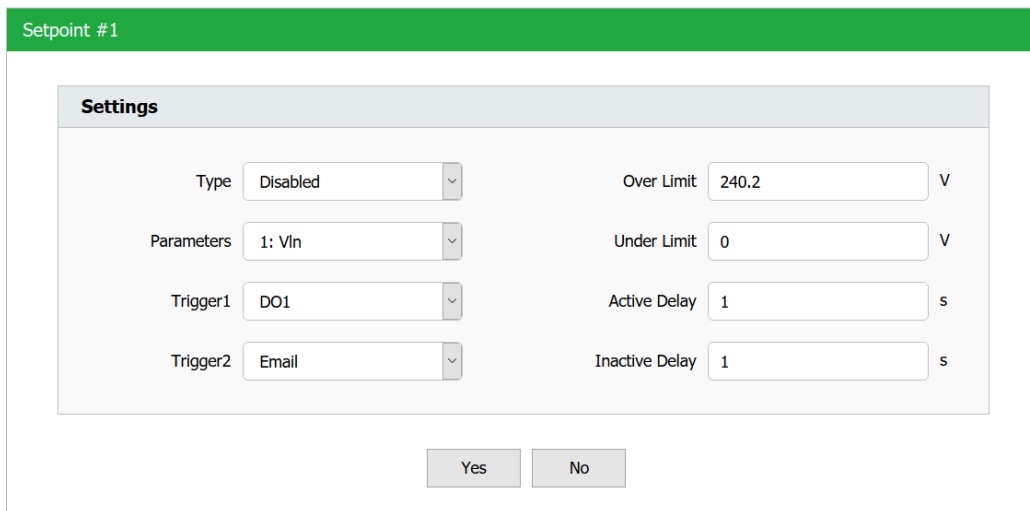 Setpoint #1
Settings
Type Disabled Over Limit 240.2 V
Parameters 1: Vln Under Limit 0 V
Trigger1 DO1 Active Delay 1 s
Trigger2 Email Inactive Delay 1 s
Yes No